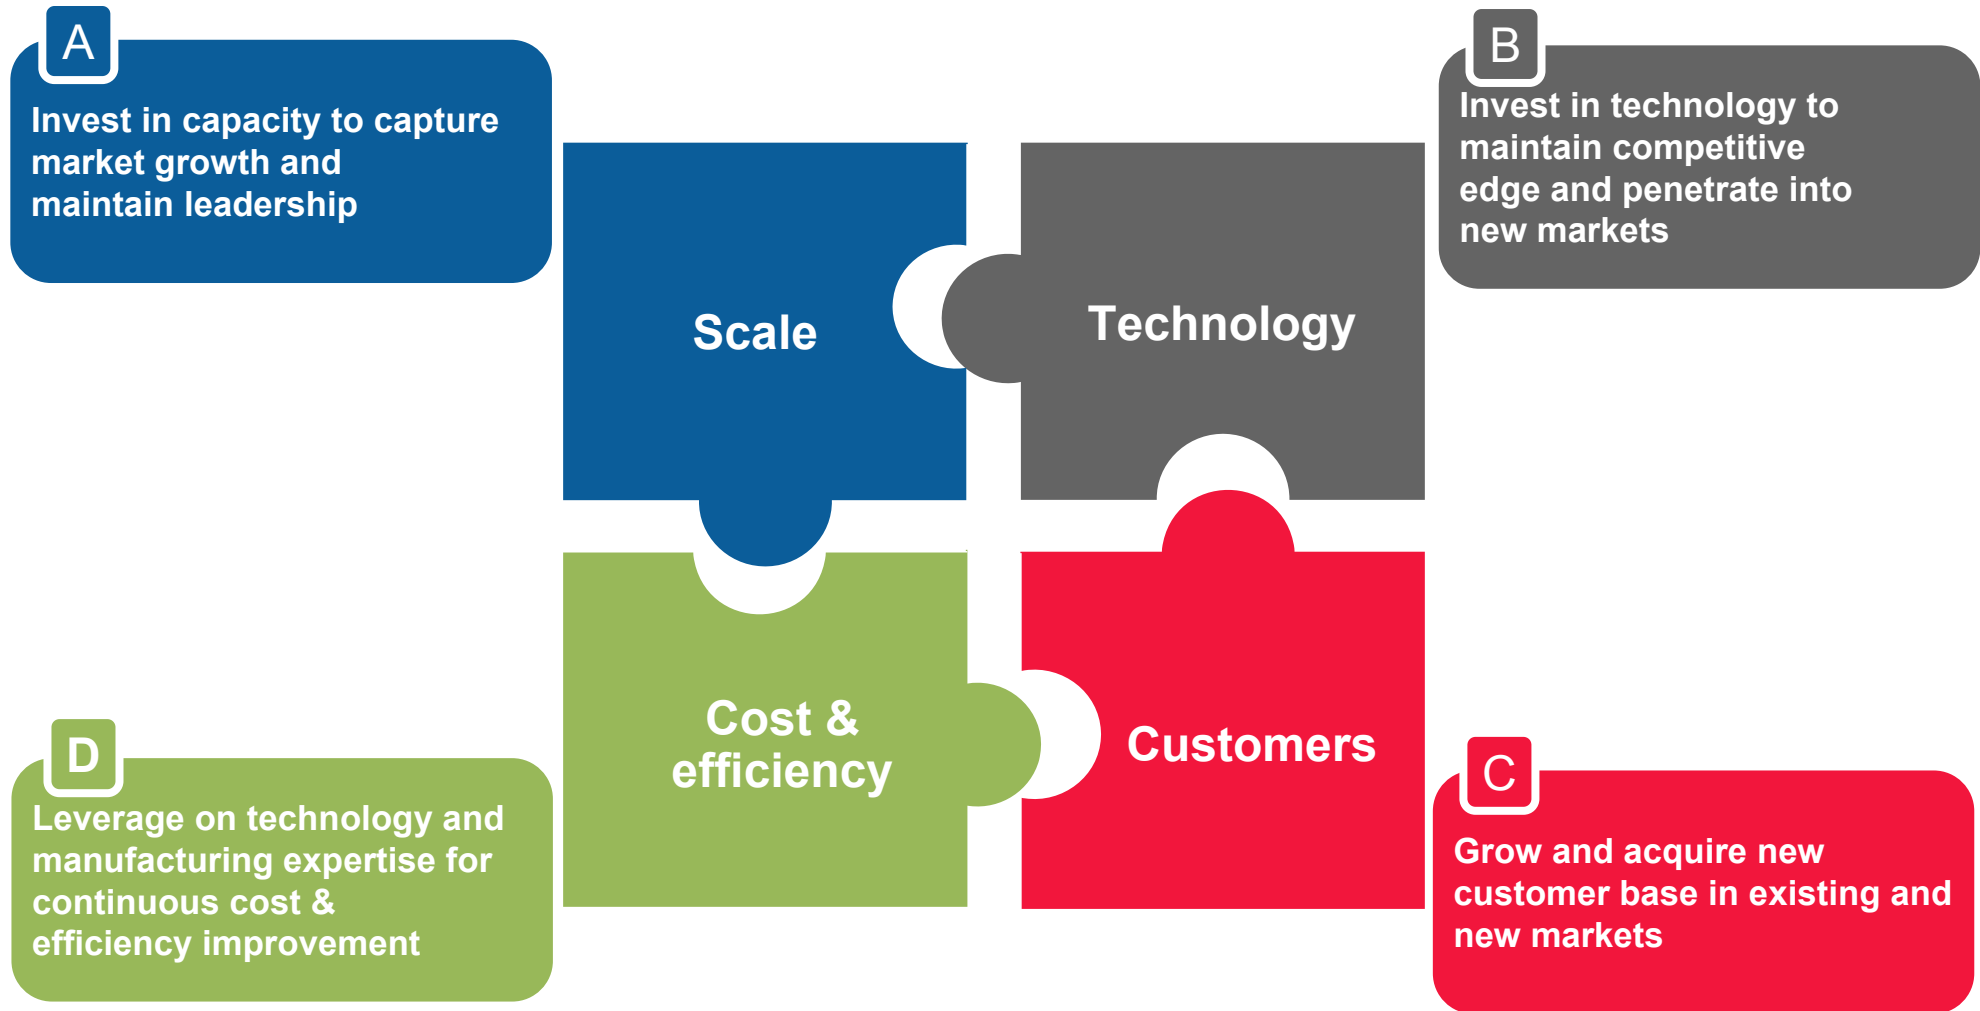 A
Invest in capacity to capture
market growth and
maintain leadership
B
Invest in technology to
maintain competitive
edge and penetrate into
new markets
Scale
Technology
Cost &
efficiency
Customers
D
Leverage on technology and
manufacturing expertise for
continuous cost &
efficiency improvement
C
Grow and acquire new
customer base in existing and
new markets